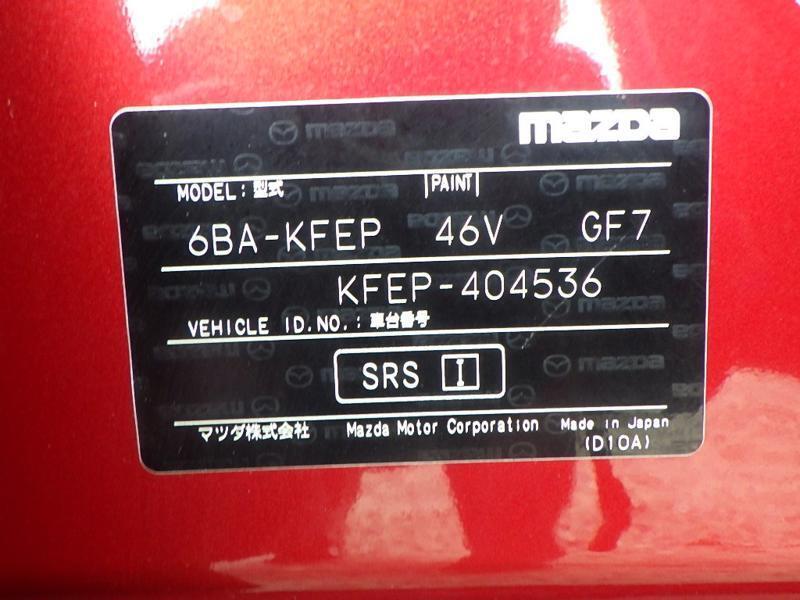 mazda
MODEL: 型式 PAINT
6BA-KFEP 46V GF7
KFEP-404536
VEHICLE ID.NO.: 車台番号
SRS I
マツダ株式会社 Mazda Motor Corporation Made in Japan
(D10A)